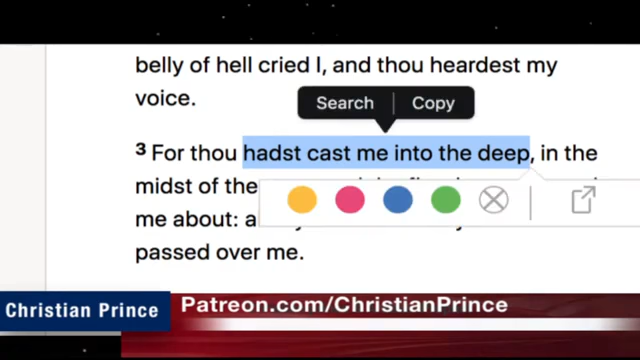 belly of hell cried I, and thou heardest my
voice.
Search Copy
3 For thou hadst cast me into the deep, in the
midst of the
me about: a
passed over me.
Christian Prince
Patreon.com/ChristianPrince